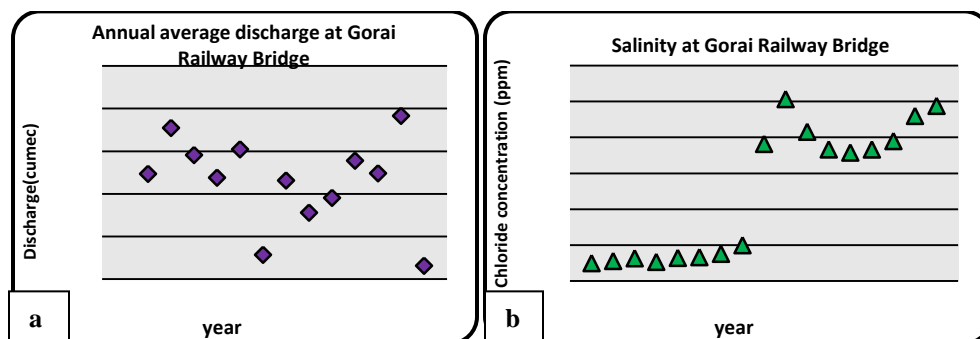 Annual average discharge at Gorai
Railway Bridge
Discharge(cumec)
year
a
Salinity at Gorai Railway Bridge
Chloride concentration (ppm)
year
b